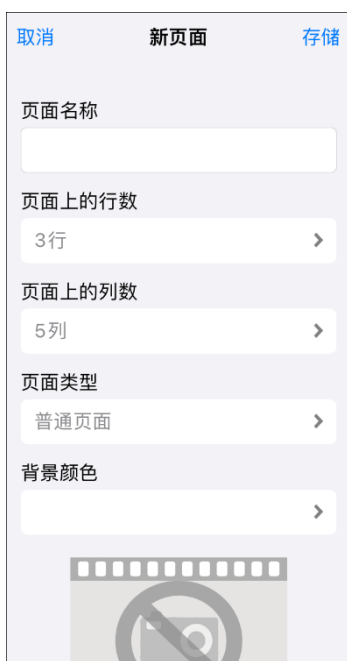 取消 新页面 存储
页面名称
页面上的行数
3行
页面上的列数
5列
页面类型
普通页面
背景颜色